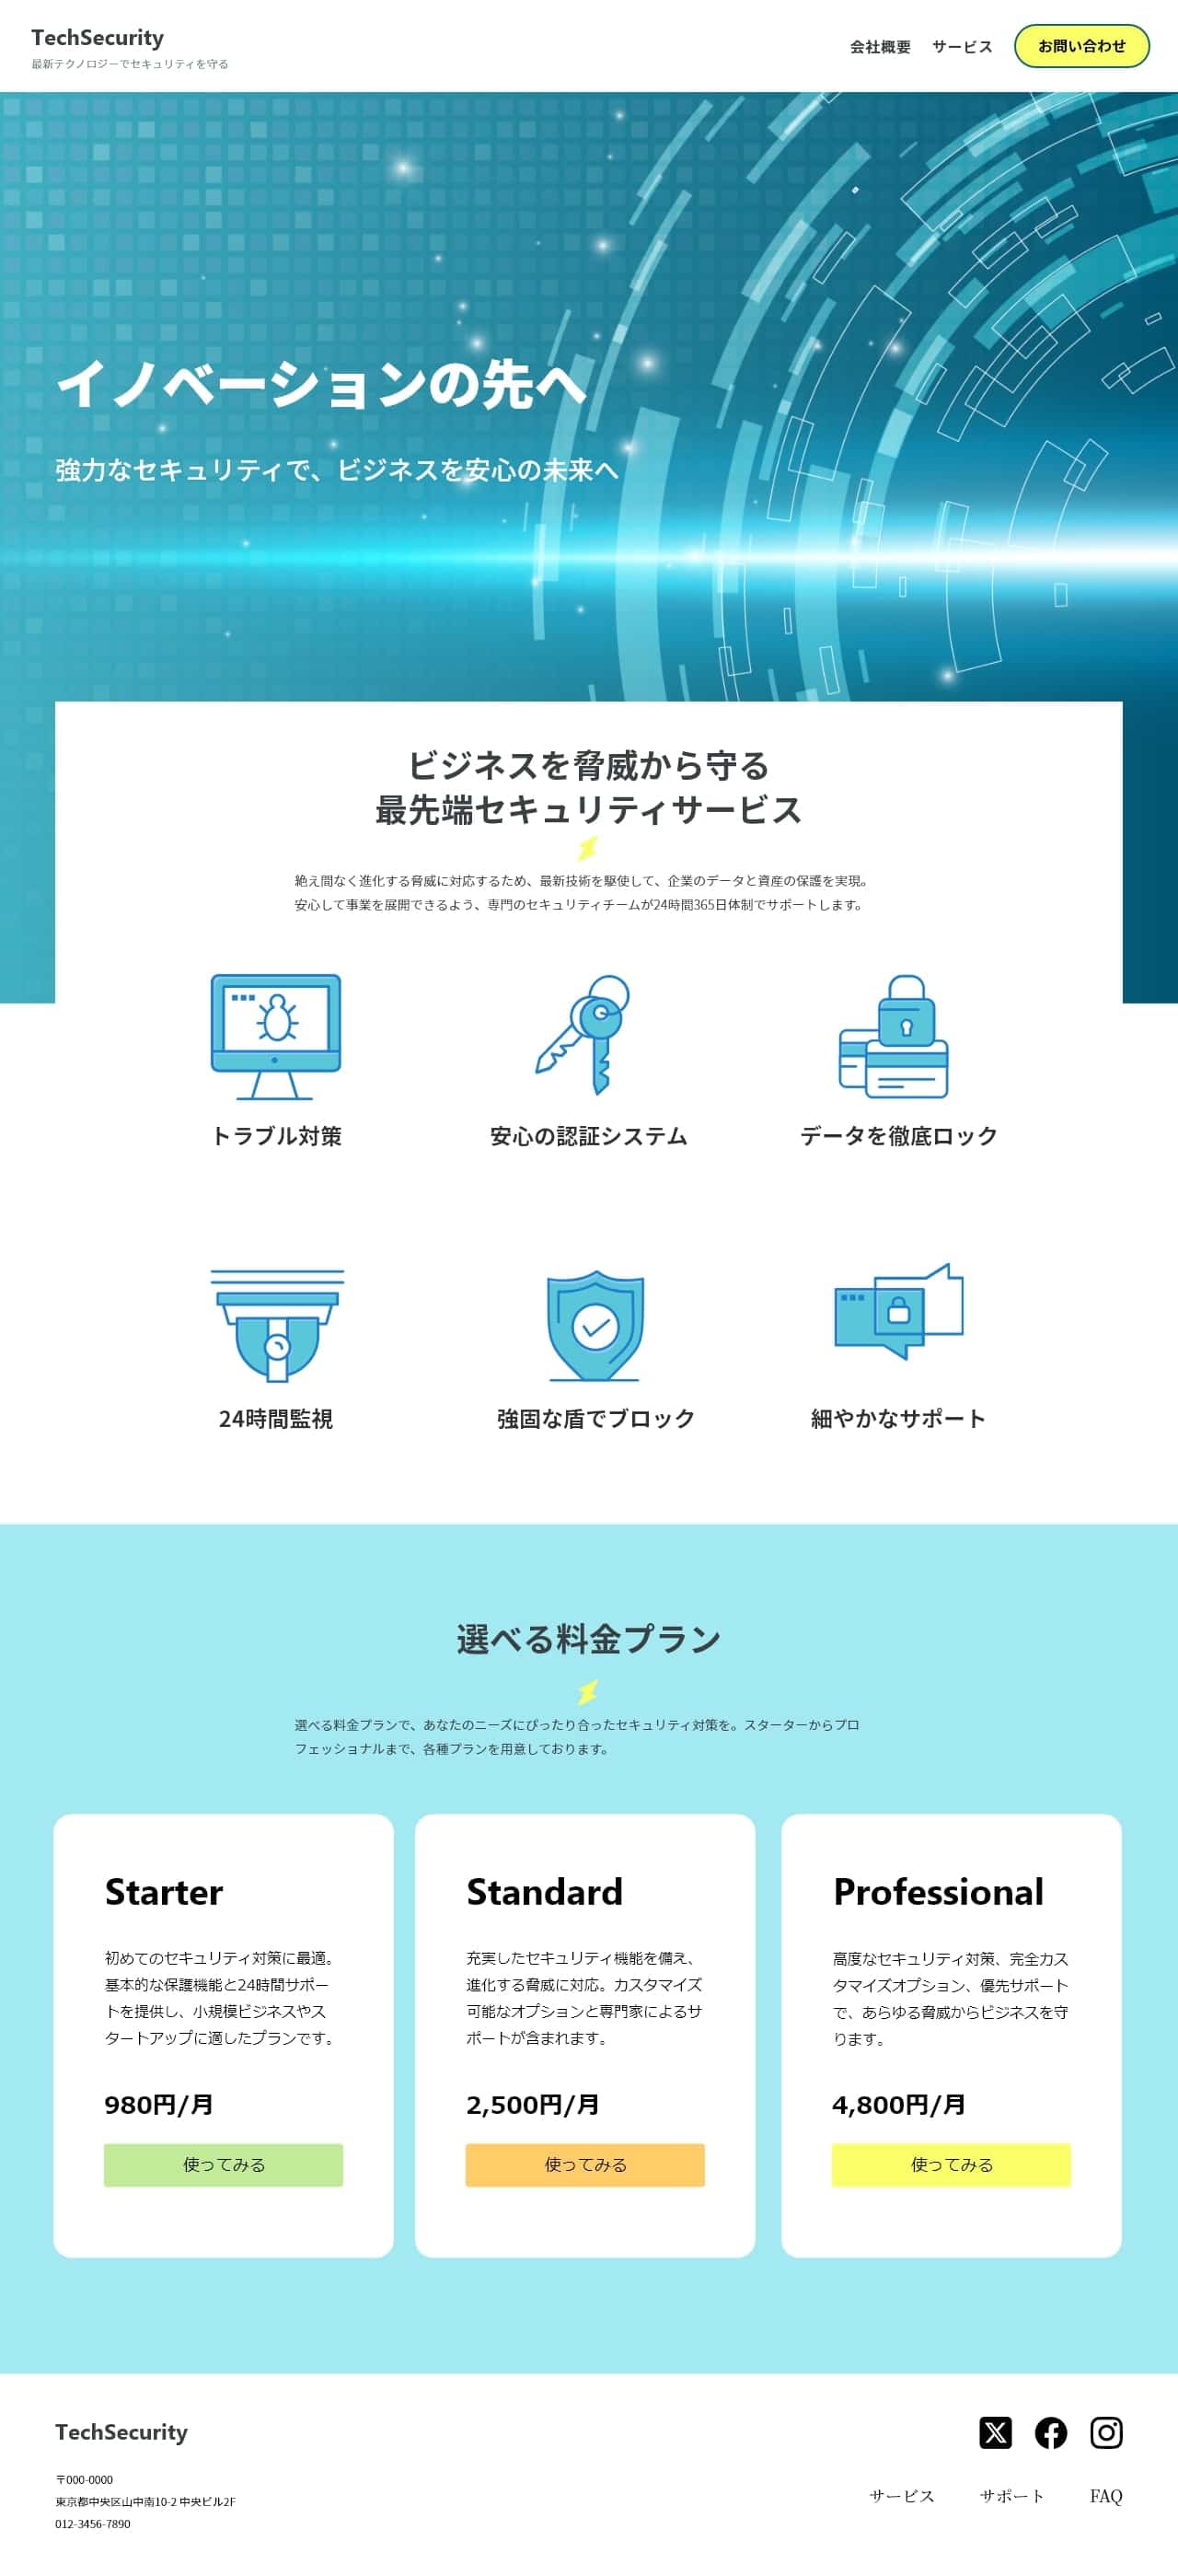 TechSecurity
最新テクノロジーでセキュリティを守る
会社概要 サービス お問い合わせ
イノベーションの先へ
強力なセキュリティで、ビジネスを安心の未来へ
ビジネスを脅威から守る
最先端セキュリティサービス
絶え間なく進化する脅威に対応するため、最新技術を駆使して、企業のデータと資産の保護を実現。
安心して事業を展開できるよう、専門のセキュリティチームが24時間365日体制でサポートします。
トラブル対策
安心の認証システム
データを徹底ロック
24時間監視
強固な盾でブロック
細やかなサポート
選べる料金プラン
選べる料金プランで、あなたのニーズにぴったり合ったセキュリティ対策を。スターターからプロ
フェッショナルまで、各種プランを用意しております。
Starter
初めてのセキュリティ対策に最適。
基本的な保護機能と24時間サポー
トを提供し、小規模ビジネスやス
タートアップに適したプランです。
980円/月
使ってみる
Standard
充実したセキュリティ機能を備え、
進化する脅威に対応。カスタマイズ
可能なオプションと専門家によるサ
ポートが含まれます。
2,500円/月
使ってみる
Professional
高度なセキュリティ対策、完全カス
タマイズオプション、優先サポート
で、あらゆる脅威からビジネスを守
ります。
4,800円/月
使ってみる
TechSecurity
〒000-0000
東京都中央区山中南10-2 中央ビル2F
012-3456-7890
サービス サポート FAQ